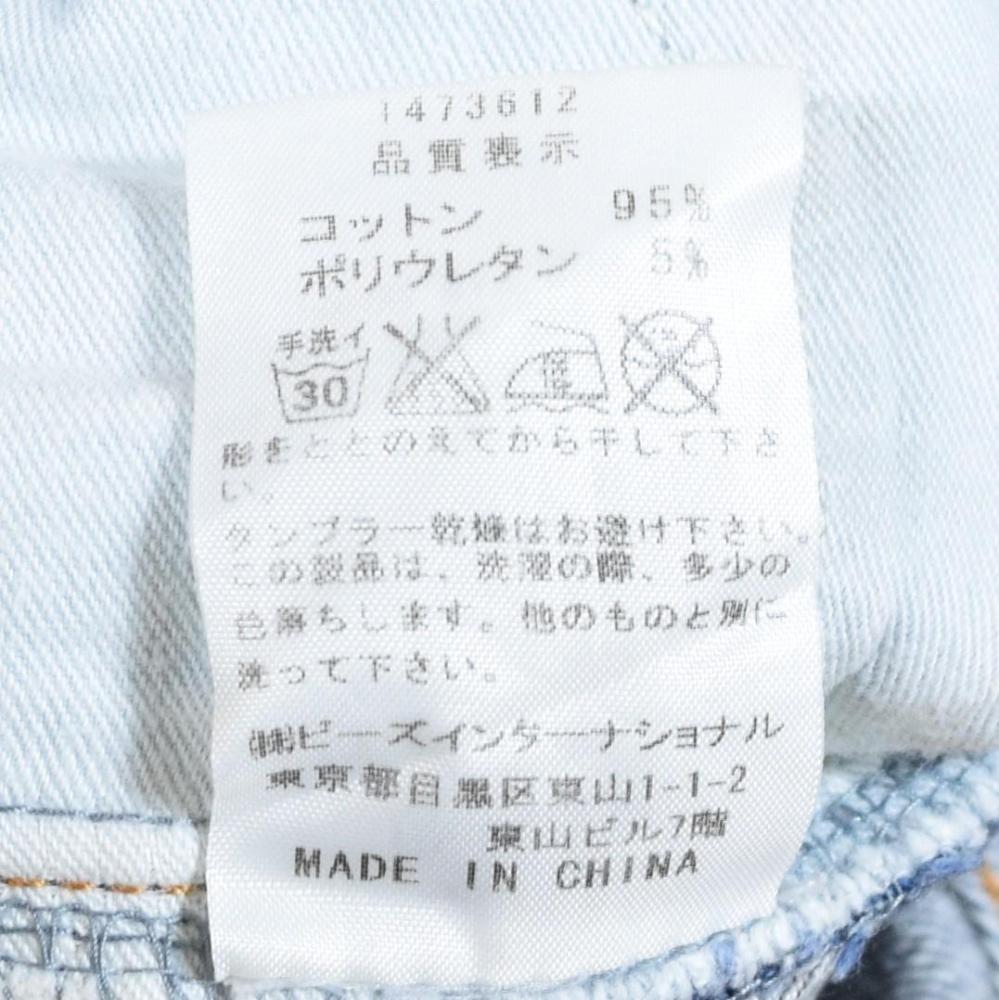 1473612
品質表示
コットン 95%
ポリウレタン 5%
手洗イ
30
中
形をととのえてから干して下さ
い。
タンブラー乾燥はお避け下さい。
この製品は、洗濯の際、多少の
色落ちします。他のものと別に
洗って下さい。
㈱ビーズインターナショナル
東京都目黒区東山1-1-2
東山ビル7階
MADE IN CHINA